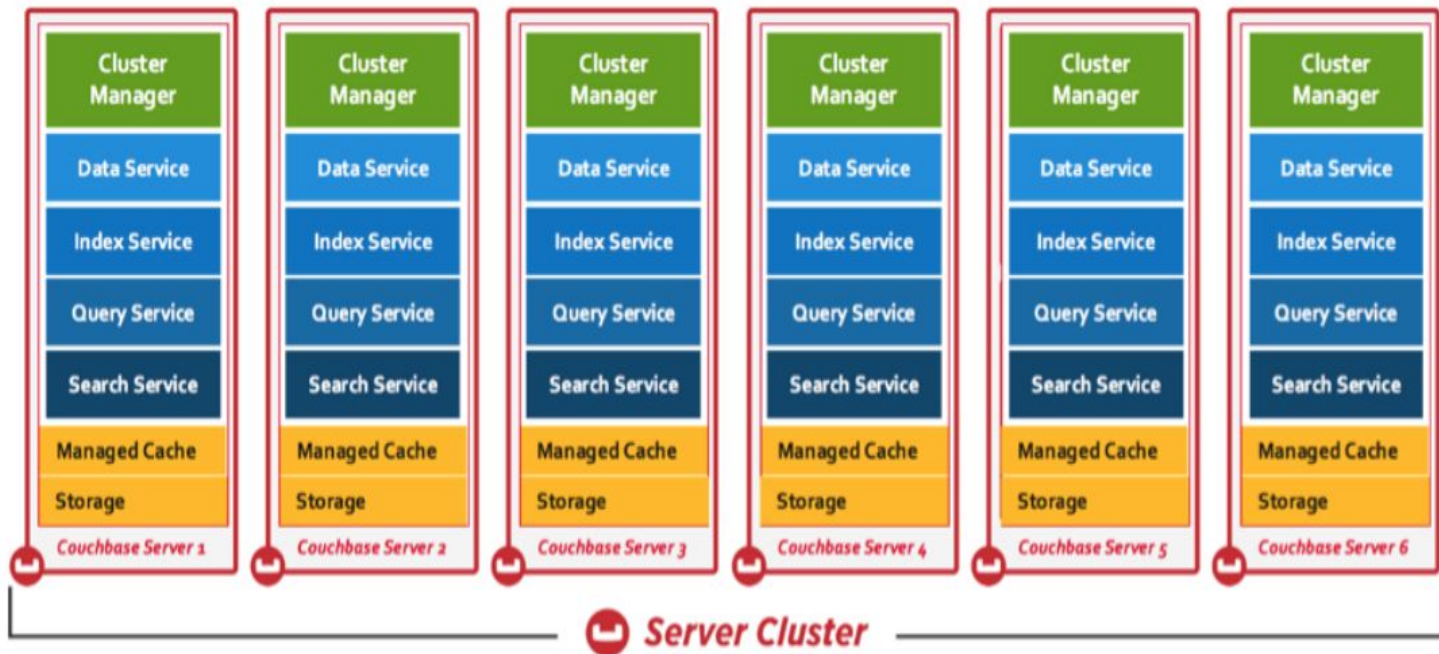 Cluster
Manager
Data Service
Index Service
Query Service
Search Service
Managed Cache
Storage
Couchbase Server 1
Cluster
Manager
Data Service
Index Service
Query Service
Search Service
Managed Cache
Storage
Couchbase Server 2
Cluster
Manager
Data Service
Index Service
Query Service
Search Service
Managed Cache
Storage
Couchbase Server 3
Cluster
Manager
Data Service
Index Service
Query Service
Search Service
Managed Cache
Storage
Couchbase Server 4
Cluster
Manager
Data Service
Index Service
Query Service
Search Service
Managed Cache
Storage
Couchbase Server 5
Cluster
Manager
Data Service
Index Service
Query Service
Search Service
Managed Cache
Storage
Couchbase Server 6
Server Cluster